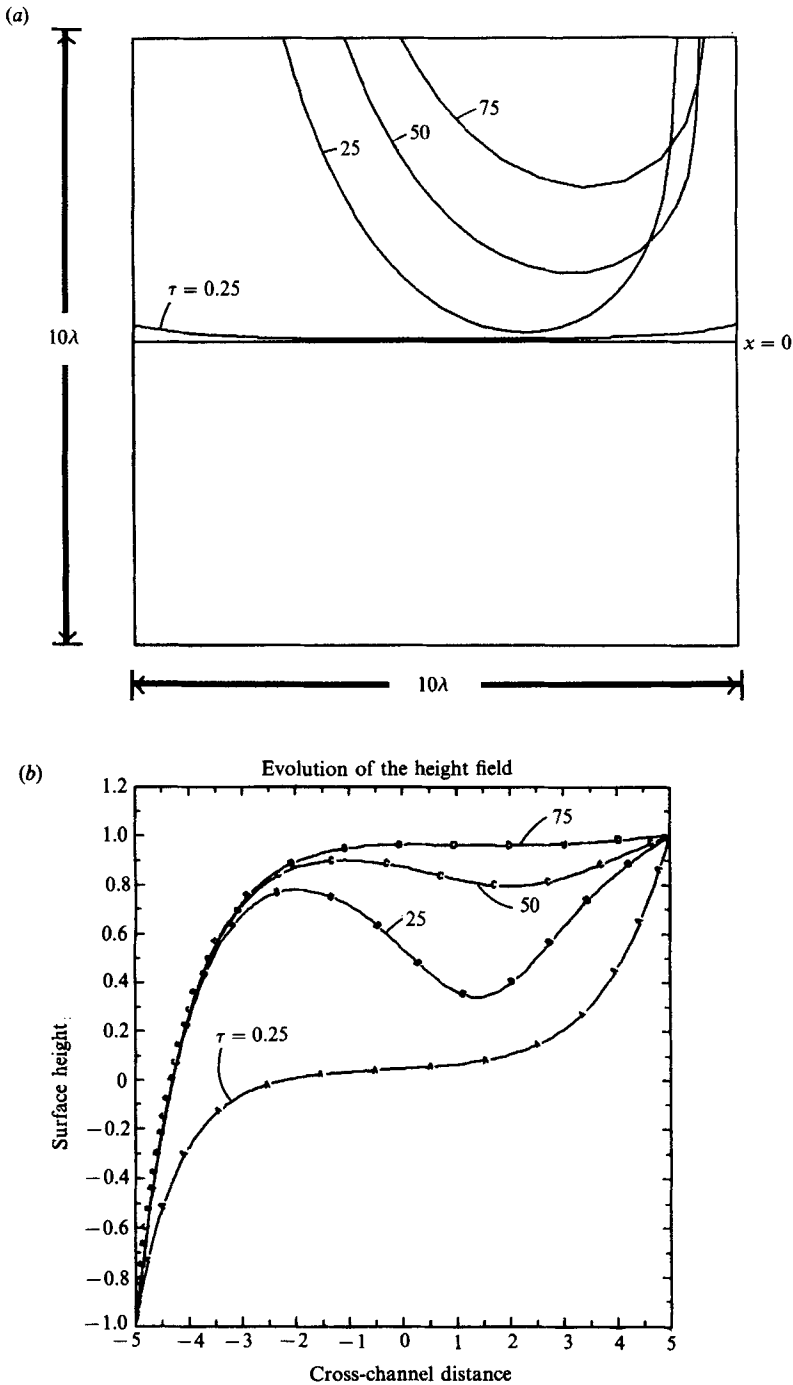 (a)
75
50
25
τ = 0.25
10λ
x = 0
10λ
(b)
Evolution of the height field
1.2
1.0
0.8
0.6
0.4
0.2
0
−0.2
−0.4
−0.6
−0.8
−1.0
75
50
25
τ = 0.25
Surface height
−5
−4
−3
−2
−1
0
1
2
3
4
5
Cross-channel distance